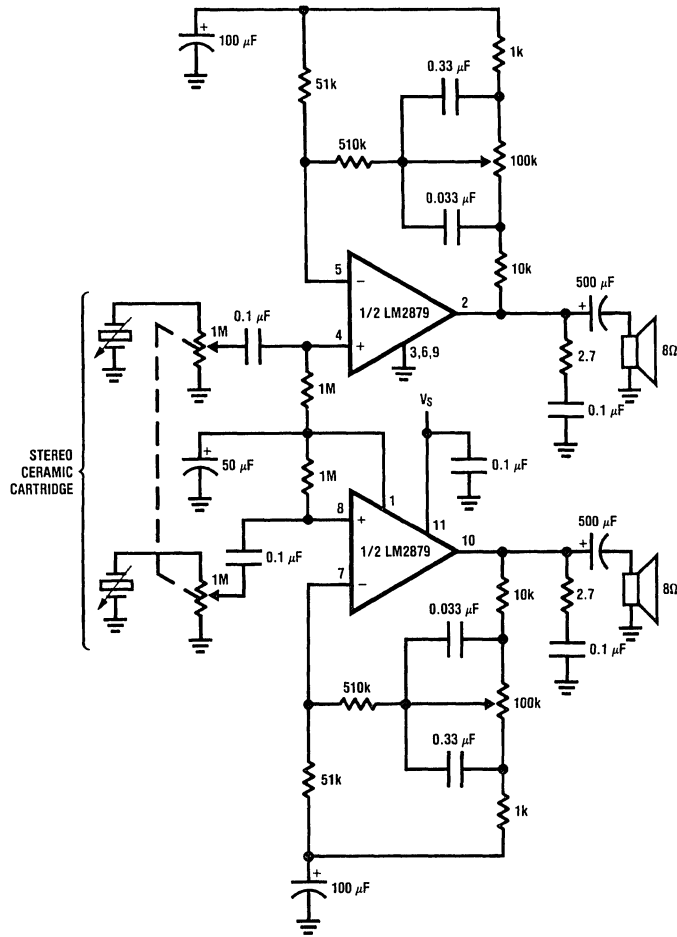 +
100 μF
1k
51k
0.33 μF
510k
100k
0.033 μF
10k
5
−
500 μF
+
1/2 LM2879
2
0.1 μF
4
+
1M
3,6,9
2.7
8Ω
1M
VS
0.1 μF
STEREO
CERAMIC
CARTRIDGE
+
50 μF
1M
0.1 μF
1
8
+
11
500 μF
+
1/2 LM2879
10
0.1 μF
1M
7
−
10k
2.7
8Ω
0.033 μF
0.1 μF
510k
100k
0.33 μF
51k
1k
+
100 μF